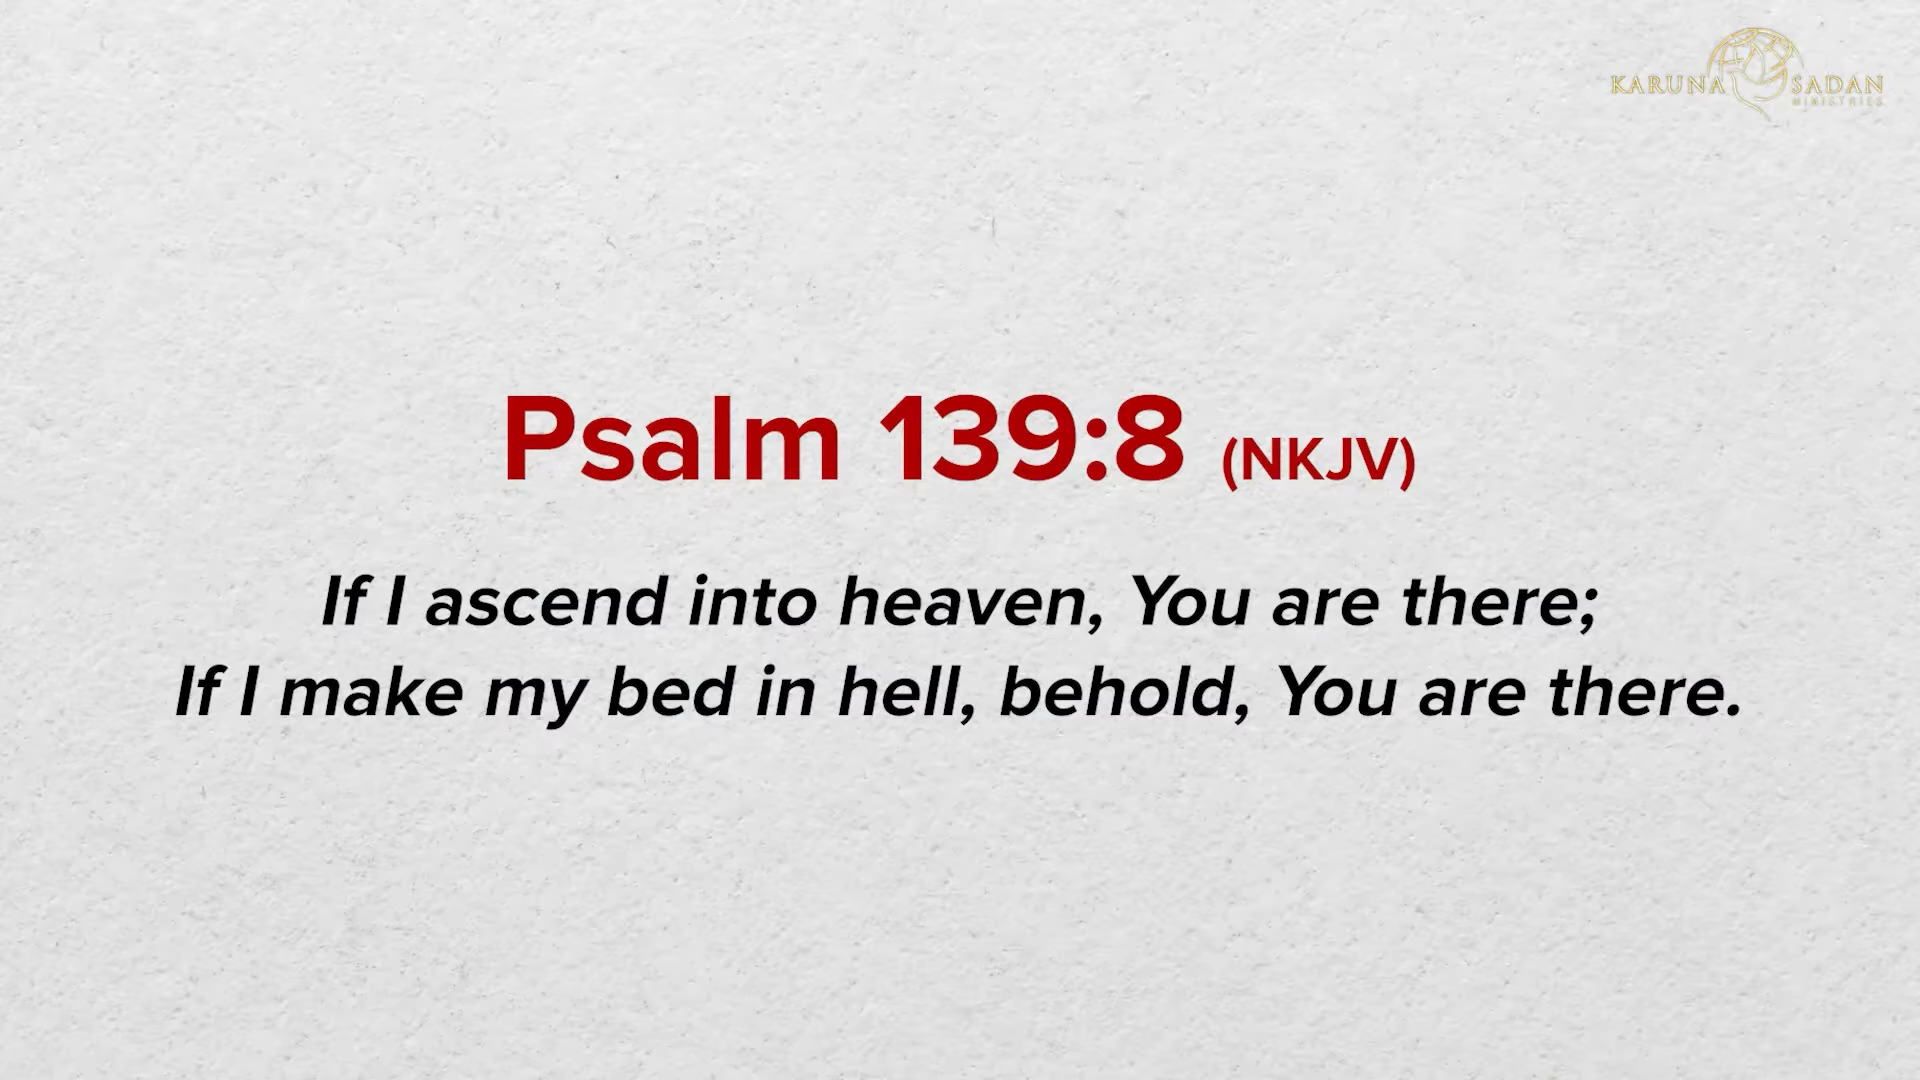 KARUNA SADAN
MINISTRIES
Psalm 139:8 (NKJV)
If I ascend into heaven, You are there;
If I make my bed in hell, behold, You are there.